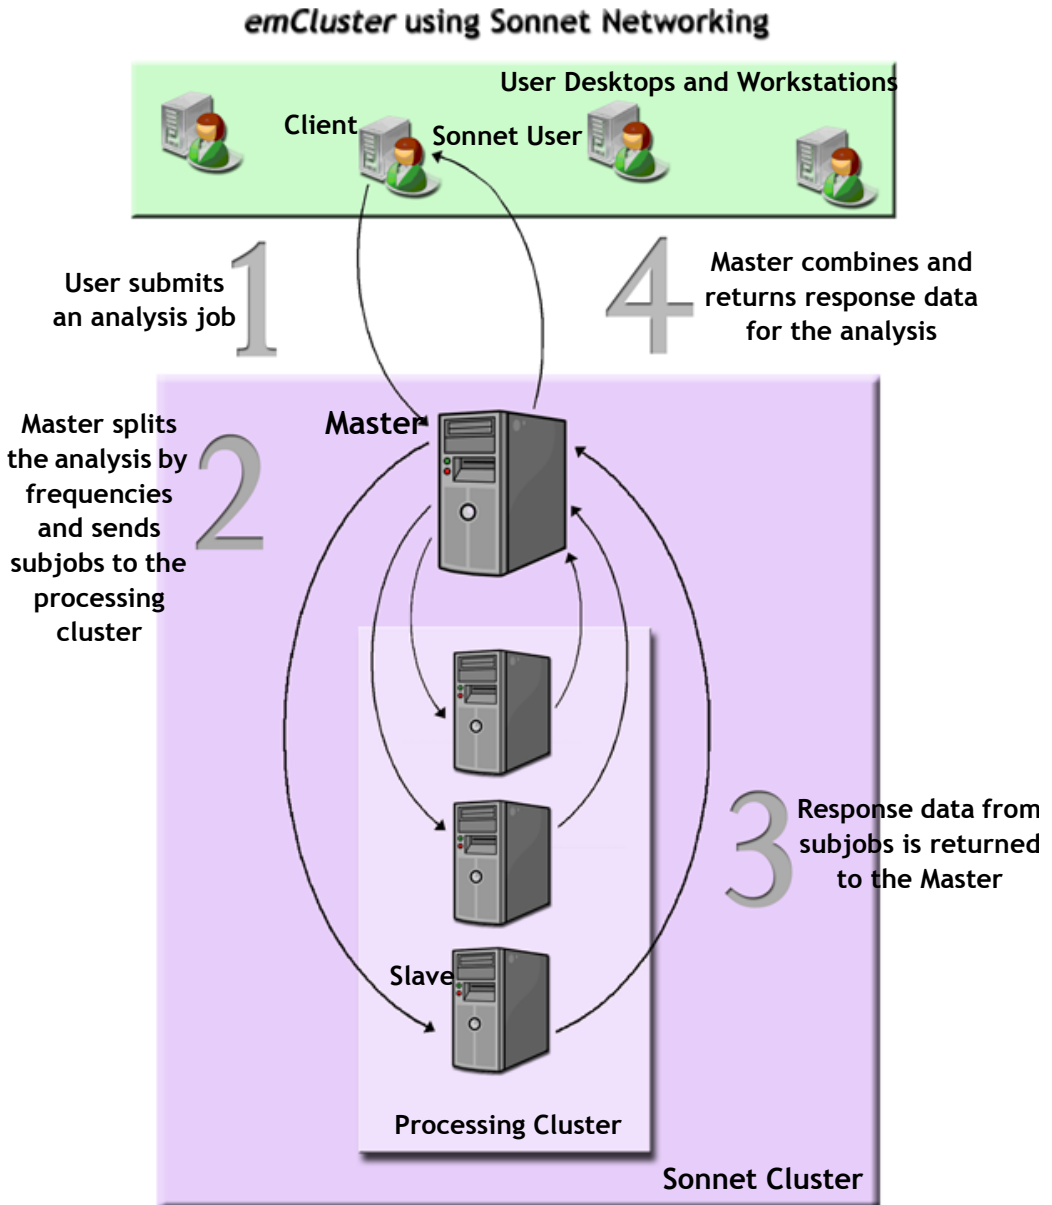 emCluster using Sonnet Networking
User Desktops and Workstations
Client
Sonnet User
1
User submits
an analysis job
4
Master combines and
returns response data
for the analysis
Master
2
Master splits
the analysis by
frequencies
and sends
subjobs to the
processing
cluster
3
Response data from
subjobs is returned
to the Master
Slave
Processing Cluster
Sonnet Cluster